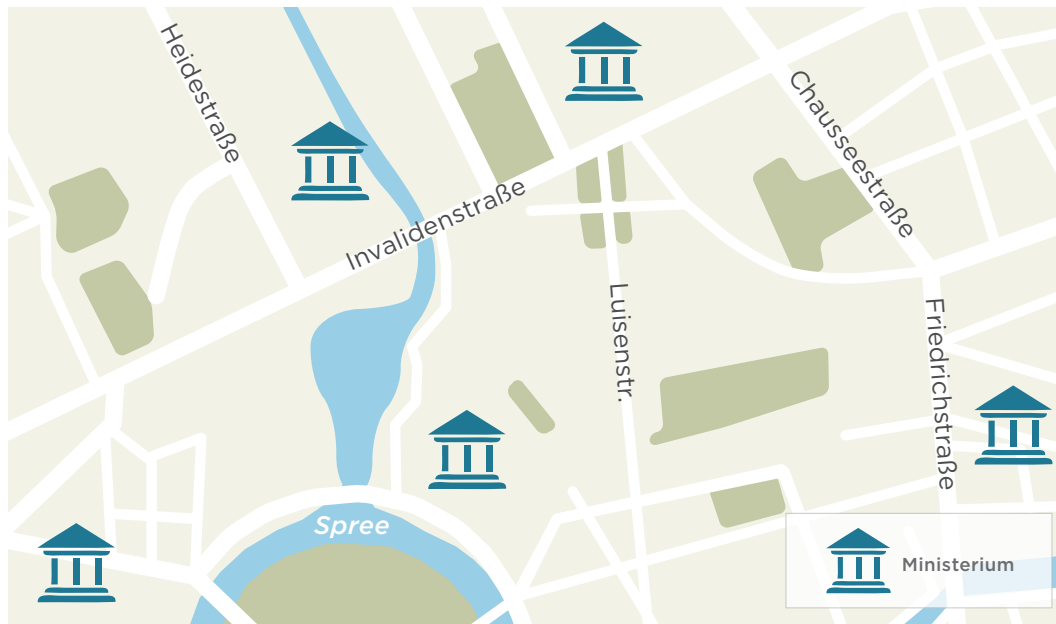 Heidestraße
Chausseestraße
Invalidenstraße
Luisenstr.
Friedrichstraße
Spree
Ministerium